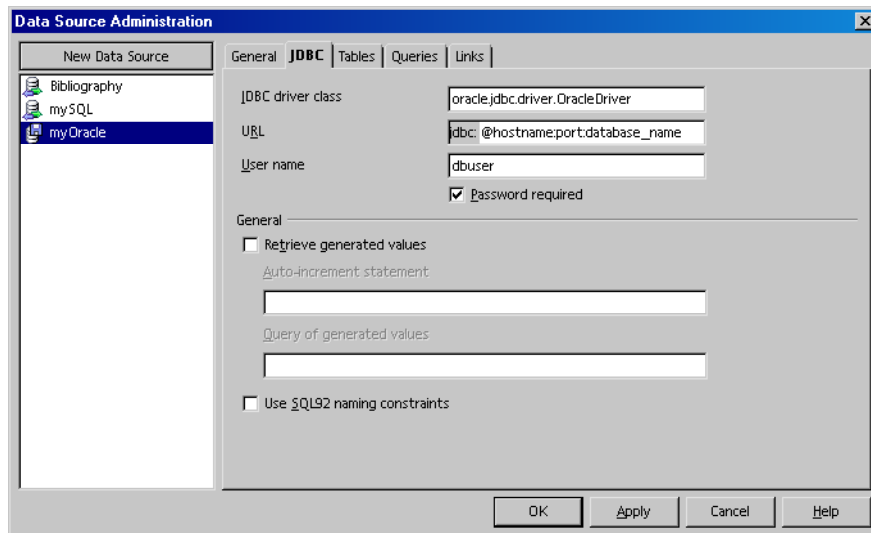 Data Source Administration
New Data Source
Bibliography
mySQL
myOracle
General JDBC Tables Queries Links
JDBC driver class
oracle.jdbc.driver.OracleDriver
URL
jdbc: @hostname:port:database_name
User name
dbuser
Password required
General
Retrieve generated values
Auto-increment statement
Query of generated values
Use SQL92 naming constraints
OK Apply Cancel Help